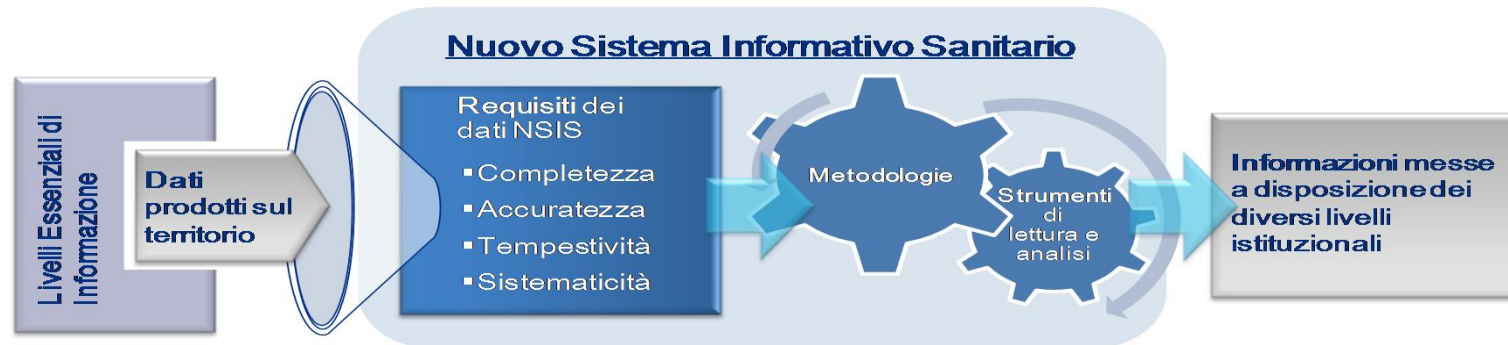 Nuovo Sistema Informativo Sanitario
Livelli Essenziali di
Informazione
Dati
prodotti sul
territorio
Requisiti dei
dati NSIS
▪Completezza
▪Accuratezza
▪Tempestività
▪Sistematicità
Metodologie
Strumenti
di
lettura e
analisi
Informazioni messe
a disposizione dei
diversi livelli
istituzionali